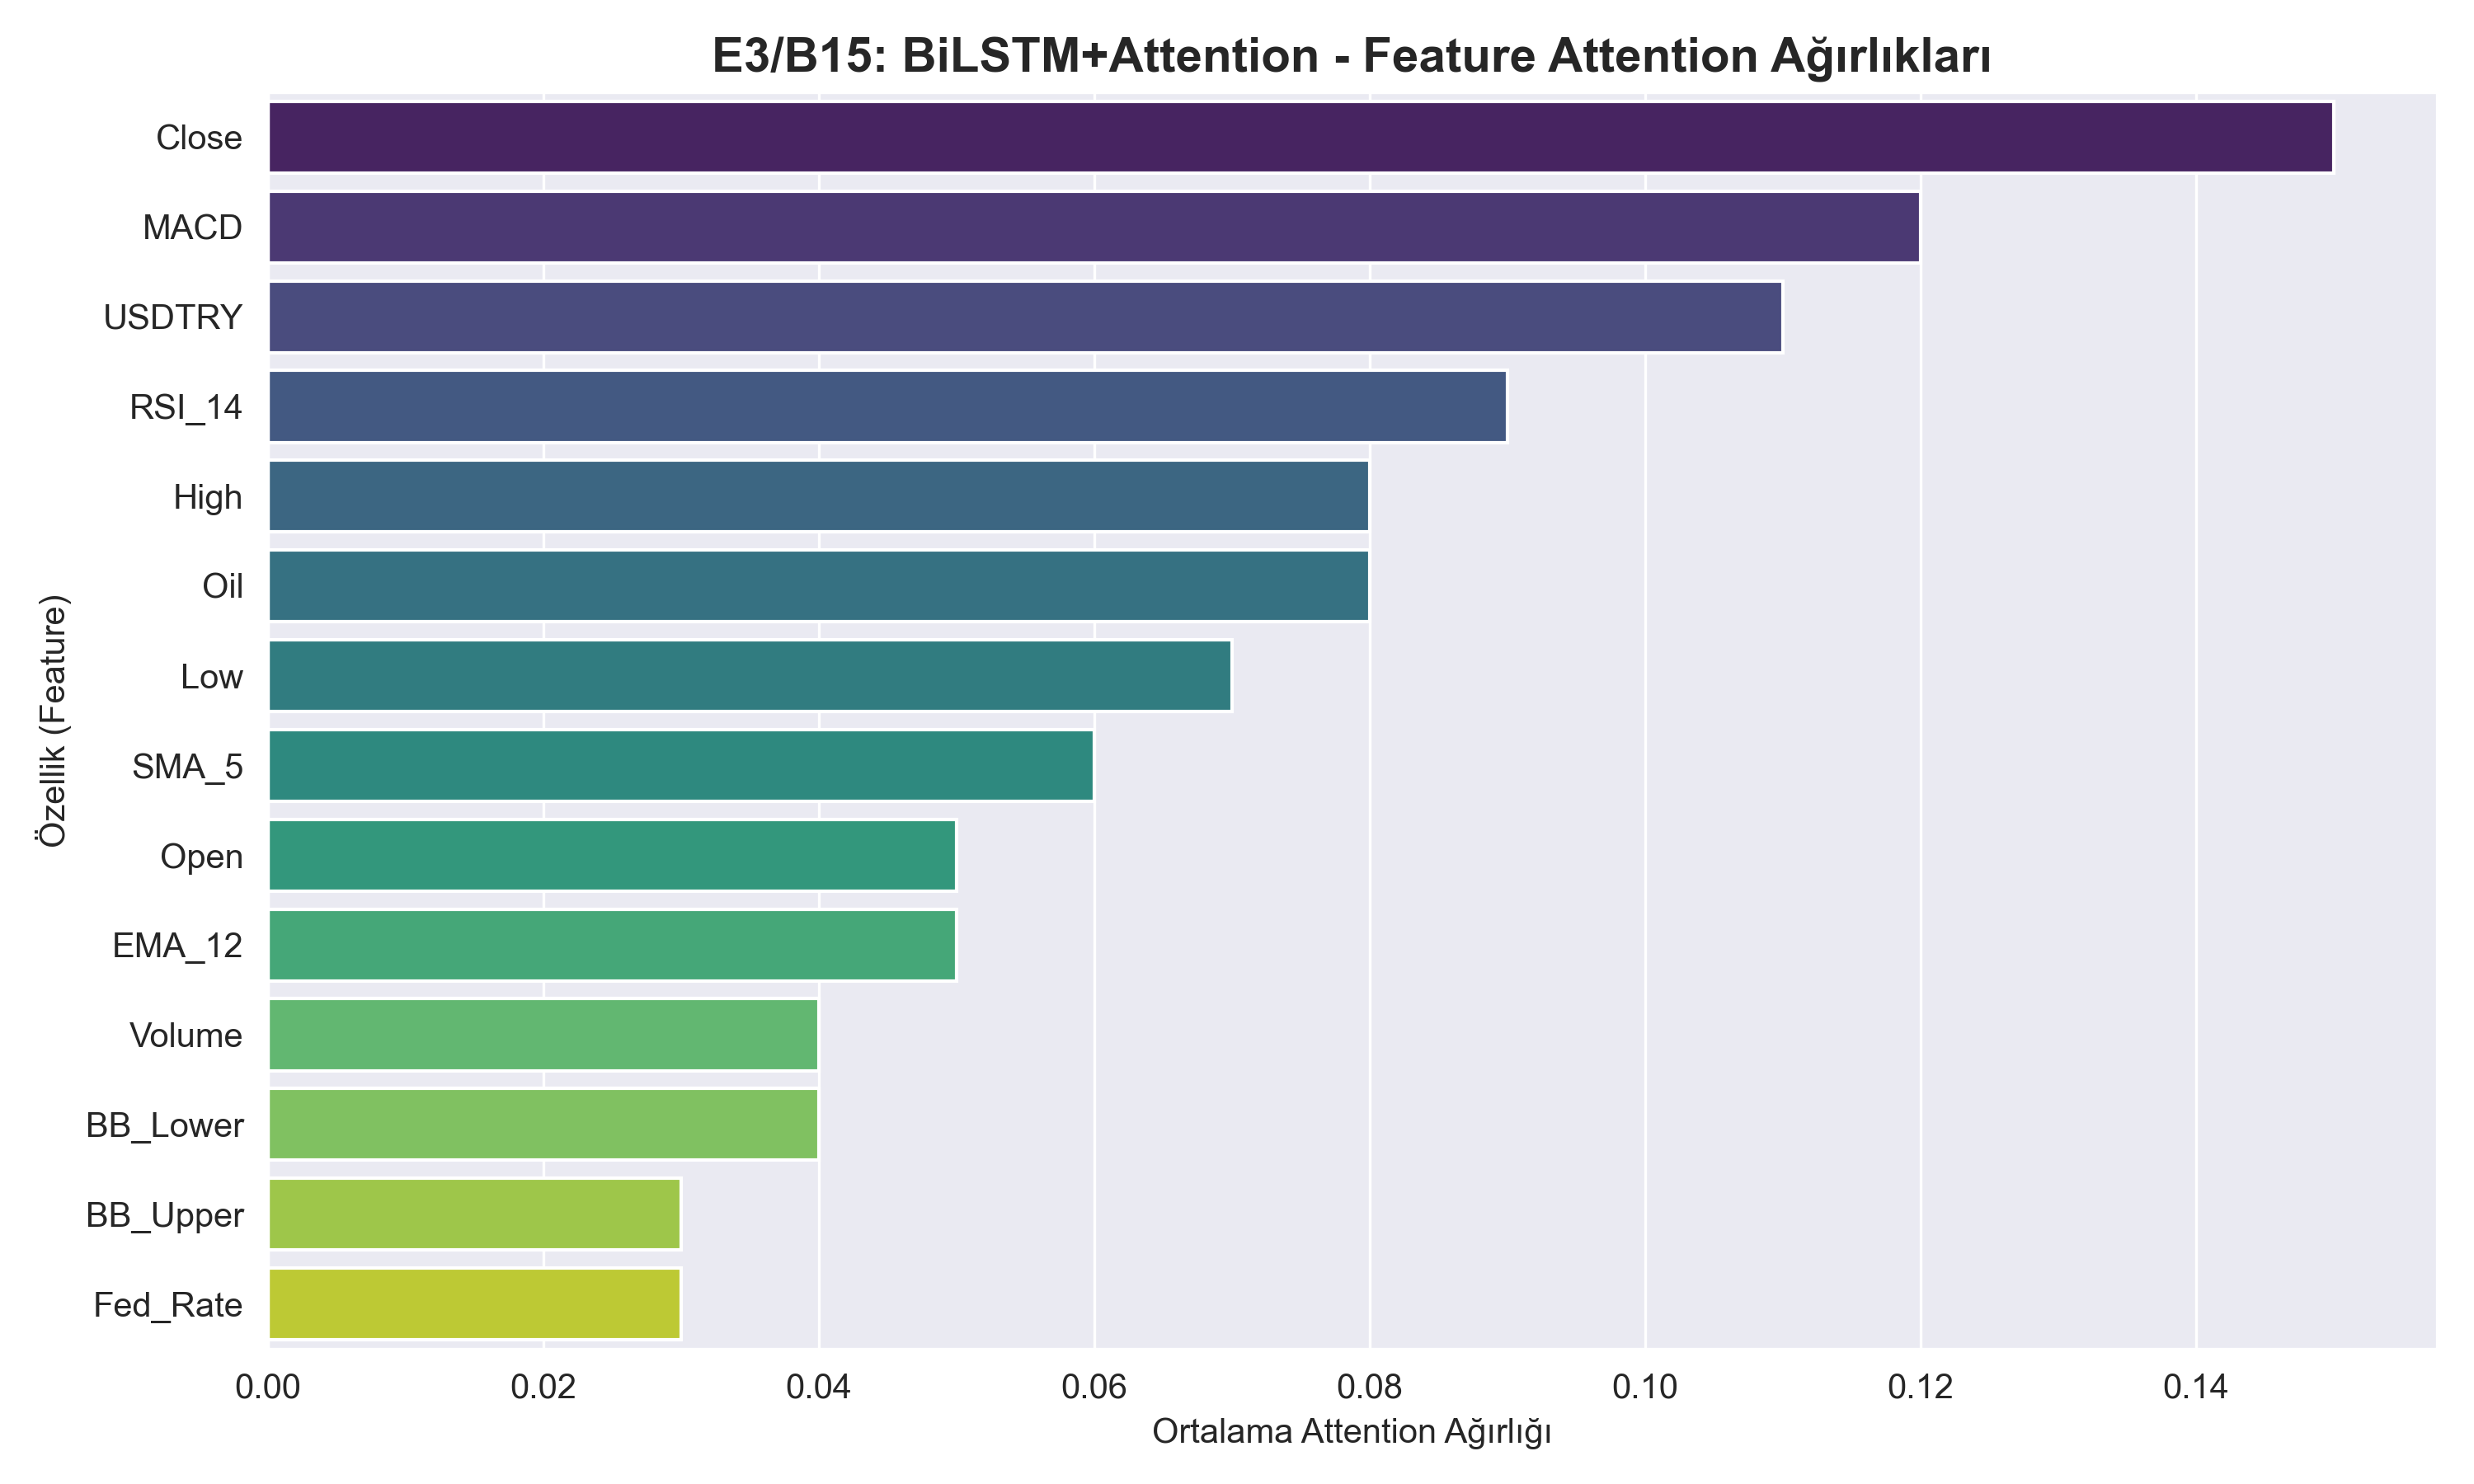 E3/B15: BiLSTM+Attention - Feature Attention Ağırlıkları
Özellik (Feature)
Close
MACD
USDTRY
RSI_14
High
Oil
Low
SMA_5
Open
EMA_12
Volume
BB_Lower
BB_Upper
Fed_Rate
0.00 0.02 0.04 0.06 0.08 0.10 0.12 0.14
Ortalama Attention Ağırlığı